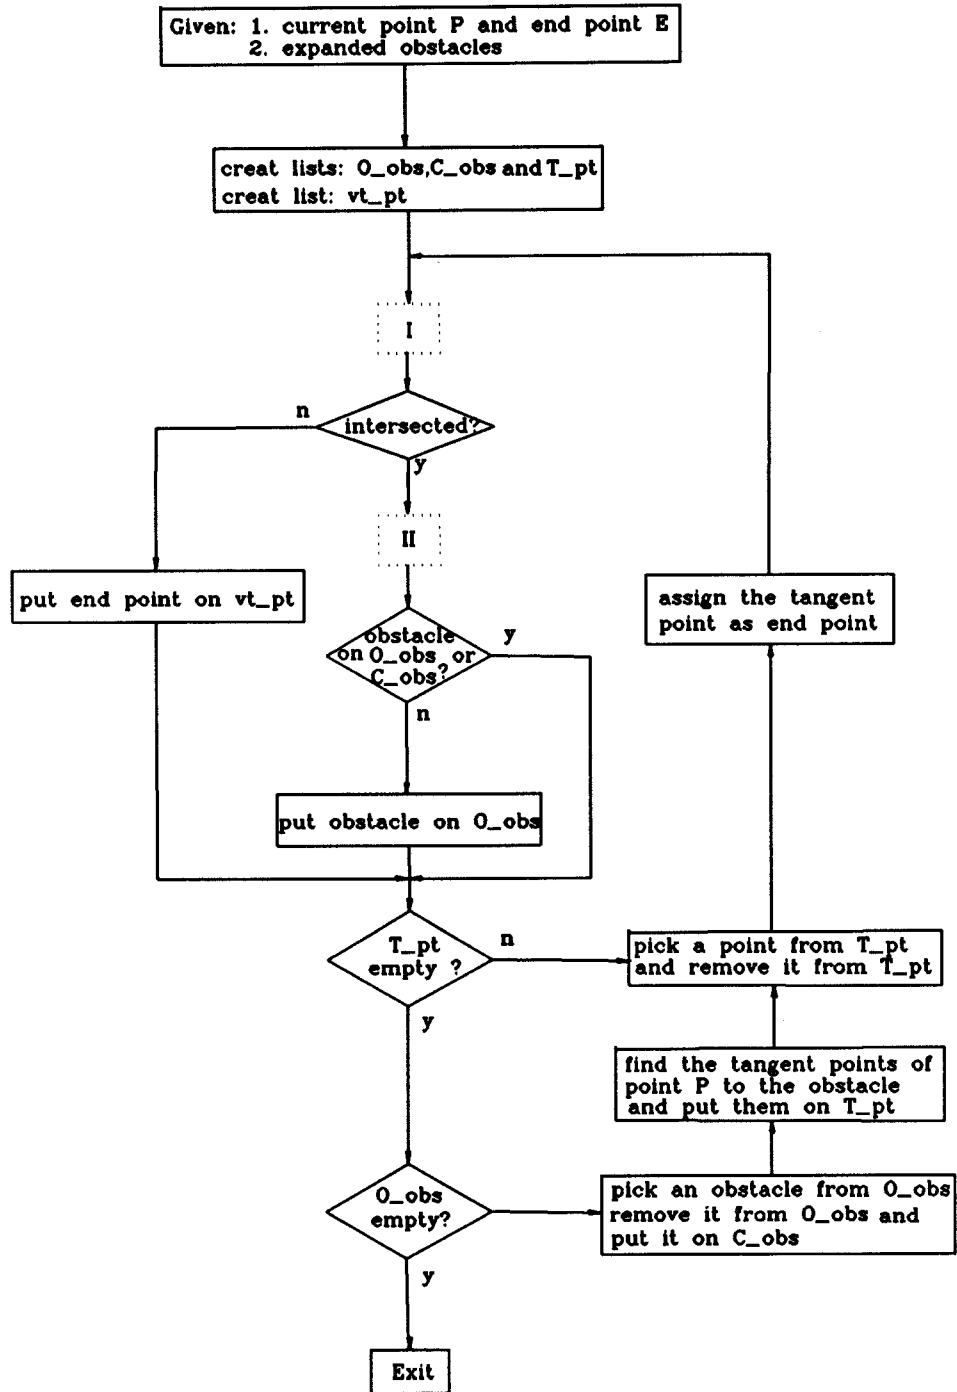 Given: 1. current point P and end point E
2. expanded obstacles
creat lists: O_obs,C_obs and T_pt
creat list: vt_pt
I
n
intersected?
y
II
put end point on vt_pt
assign the tangent
point as end point
obstacle
on O_obs or
C_obs?
y
n
put obstacle on O_obs
T_pt
empty ?
n
y
pick a point from T_pt
and remove it from T_pt
find the tangent points of
point P to the obstacle
and put them on T_pt
O_obs
empty?
y
pick an obstacle from O_obs
remove it from O_obs and
put it on C_obs
Exit